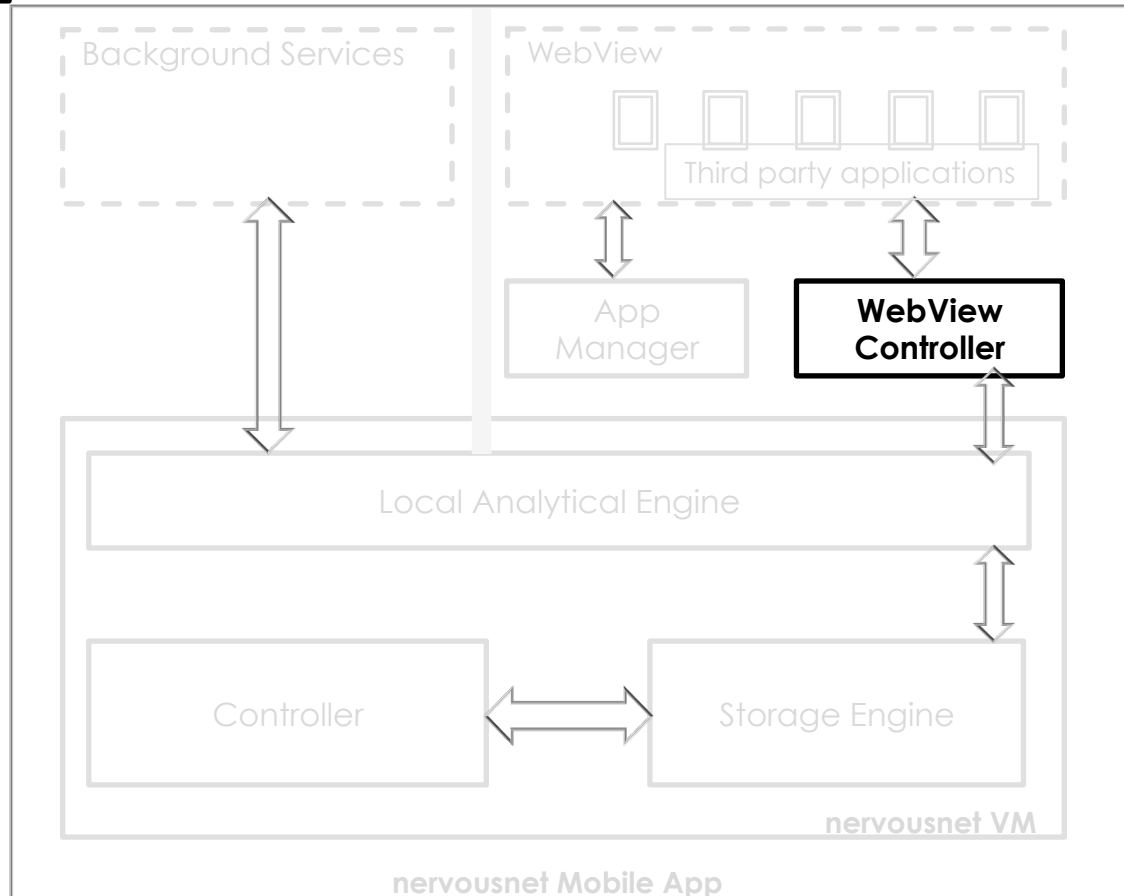 Background Services
WebView
Third party applications
App
Manager
WebView
Controller
Local Analytical Engine
Controller
Storage Engine
nervousnet VM
nervousnet Mobile App